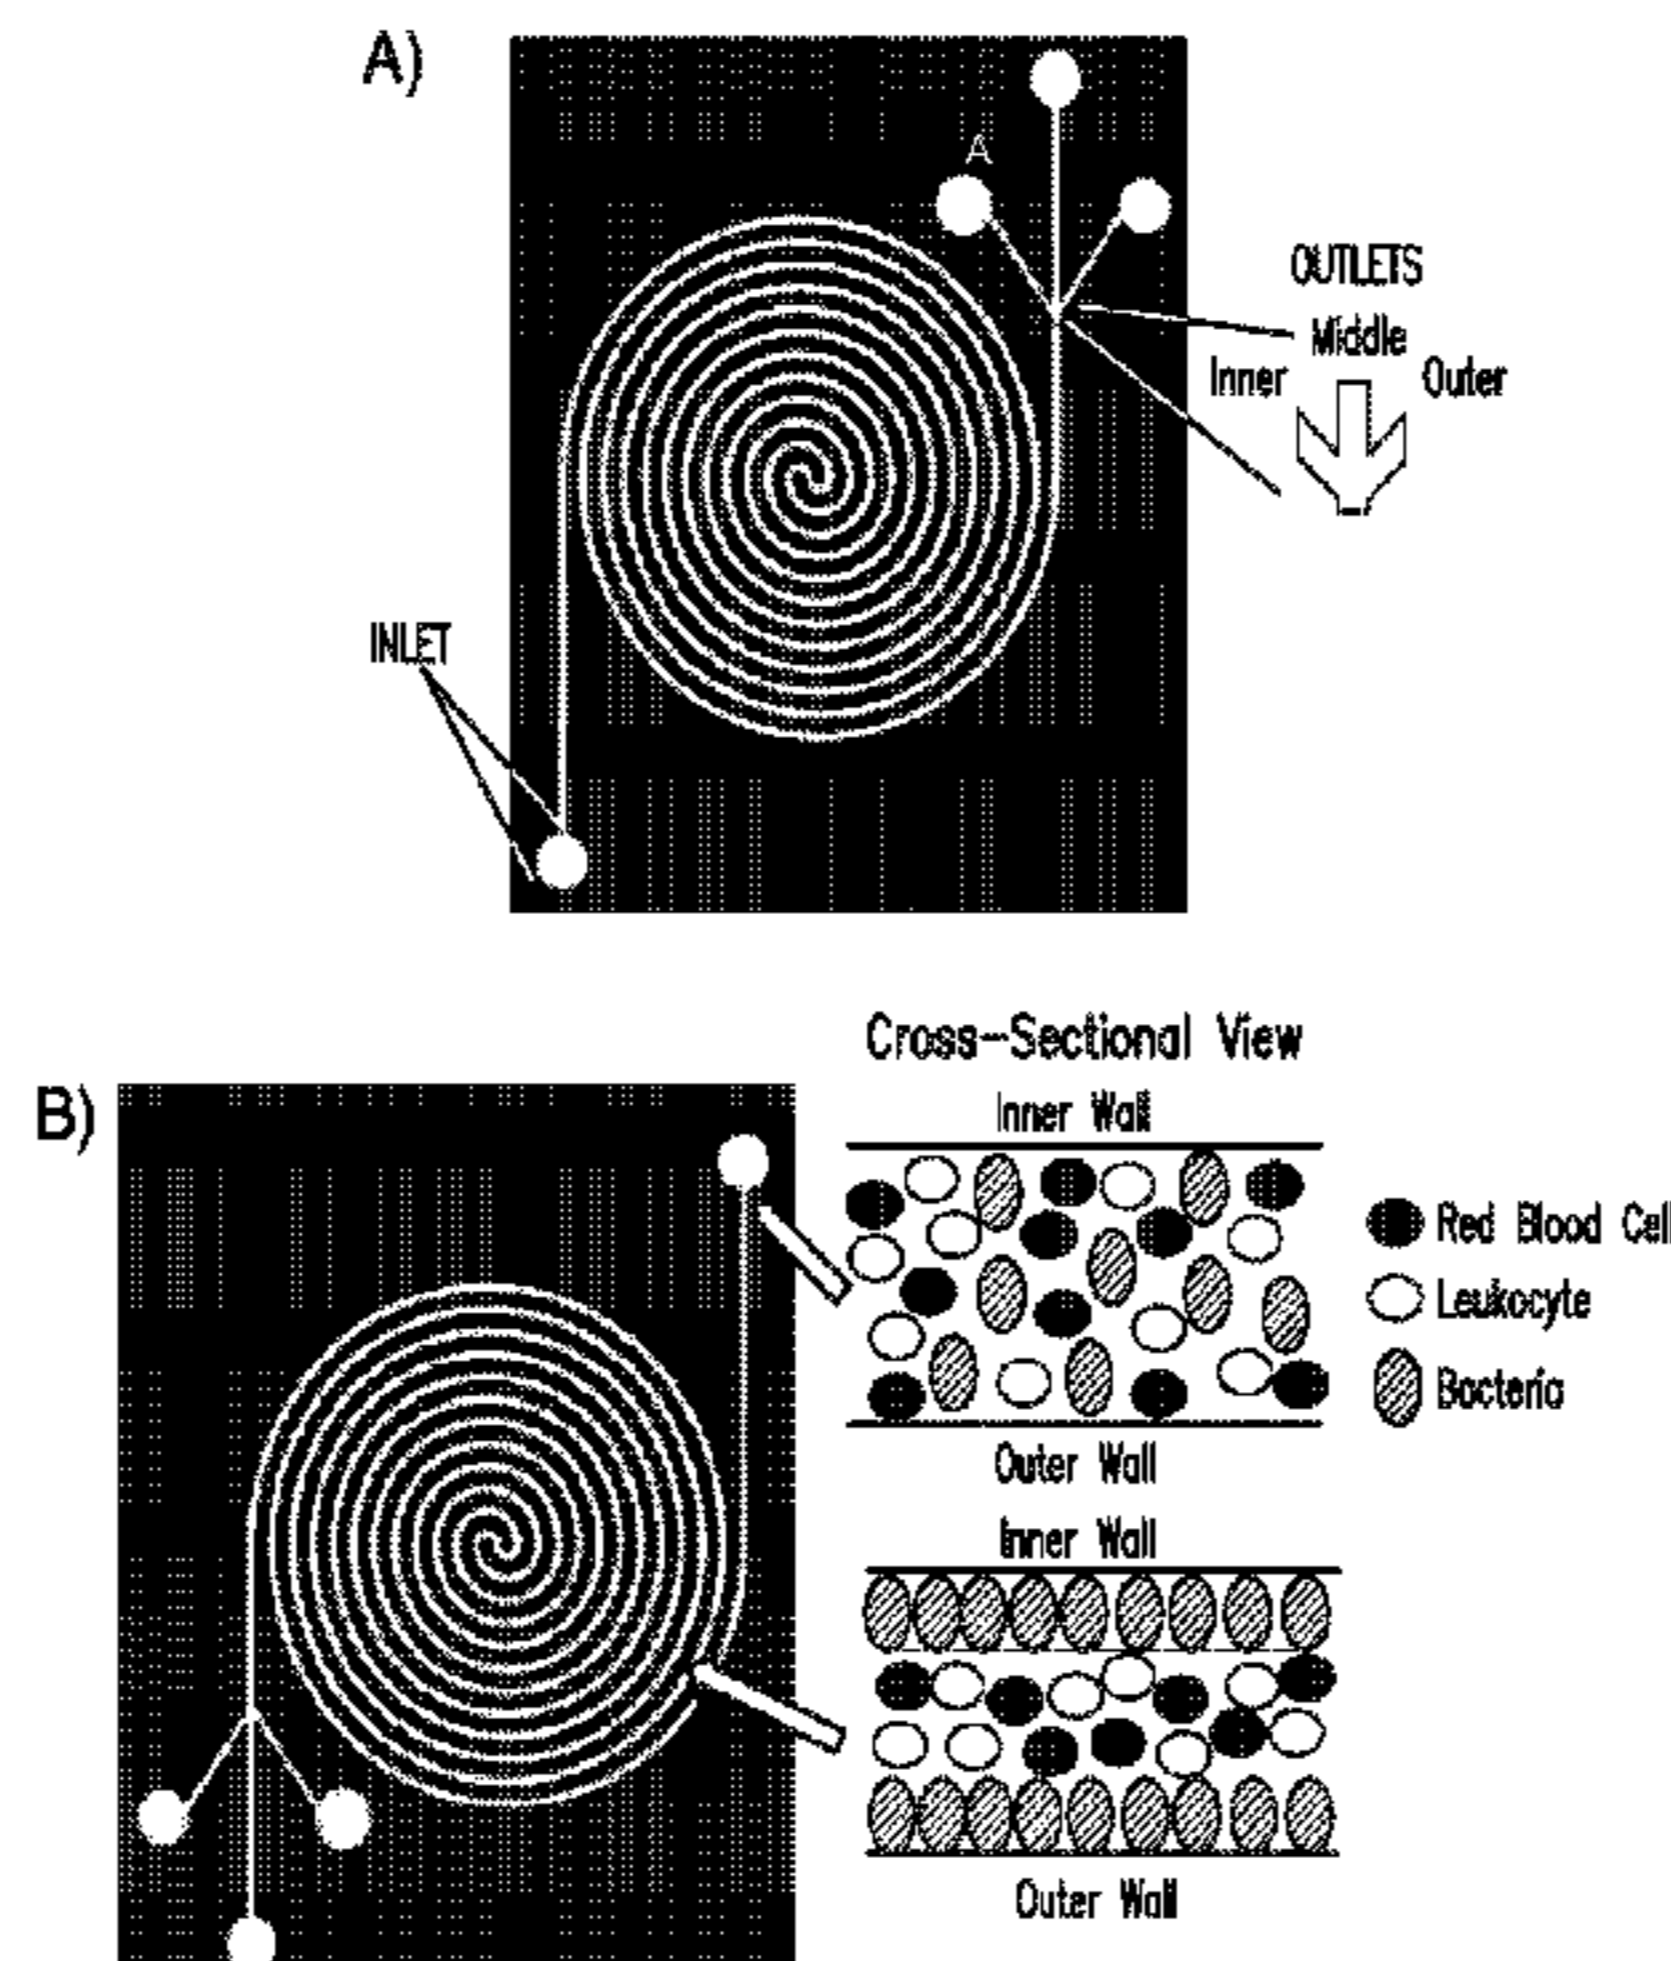 A)
A
OUTLETS
Middle
Inner
Outer
INLET
B)
Cross-Sectional View
Inner Wall
Red Blood Cell
Leukocyte
Bacteria
Outer Wall
Inner Wall
Outer Wall